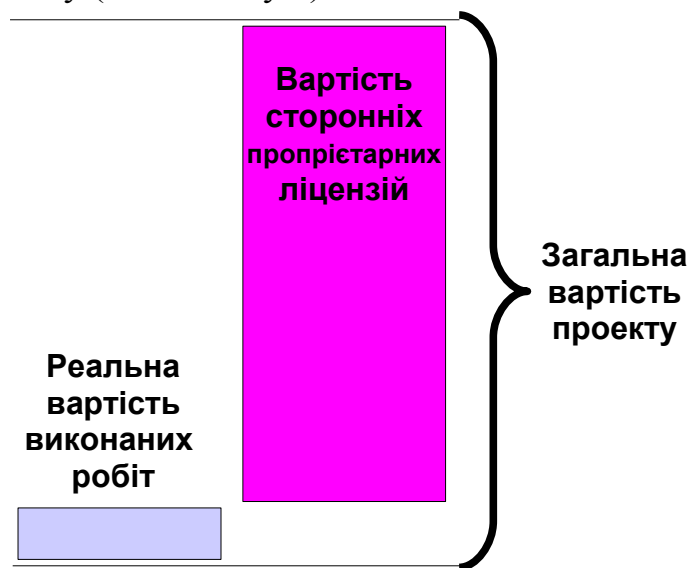 Вартість
сторонніх
пропрієтарних
ліцензій
Загальна
вартість
проекту
Реальна
вартість
виконаних
робіт